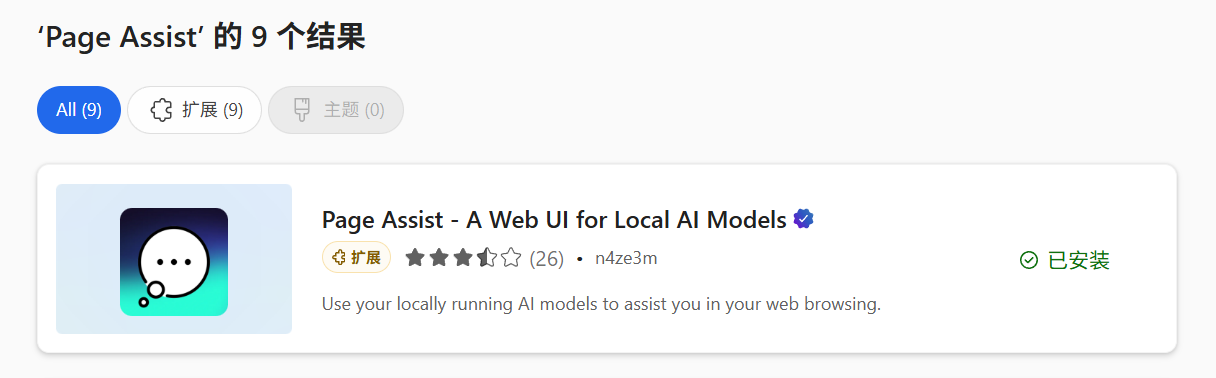 ‘Page Assist’ 的 9 个结果
All (9) 扩展 (9) 主题 (0)
Page Assist - A Web UI for Local AI Models
扩展 (26) • n4ze3m
已安装
Use your locally running AI models to assist you in your web browsing.